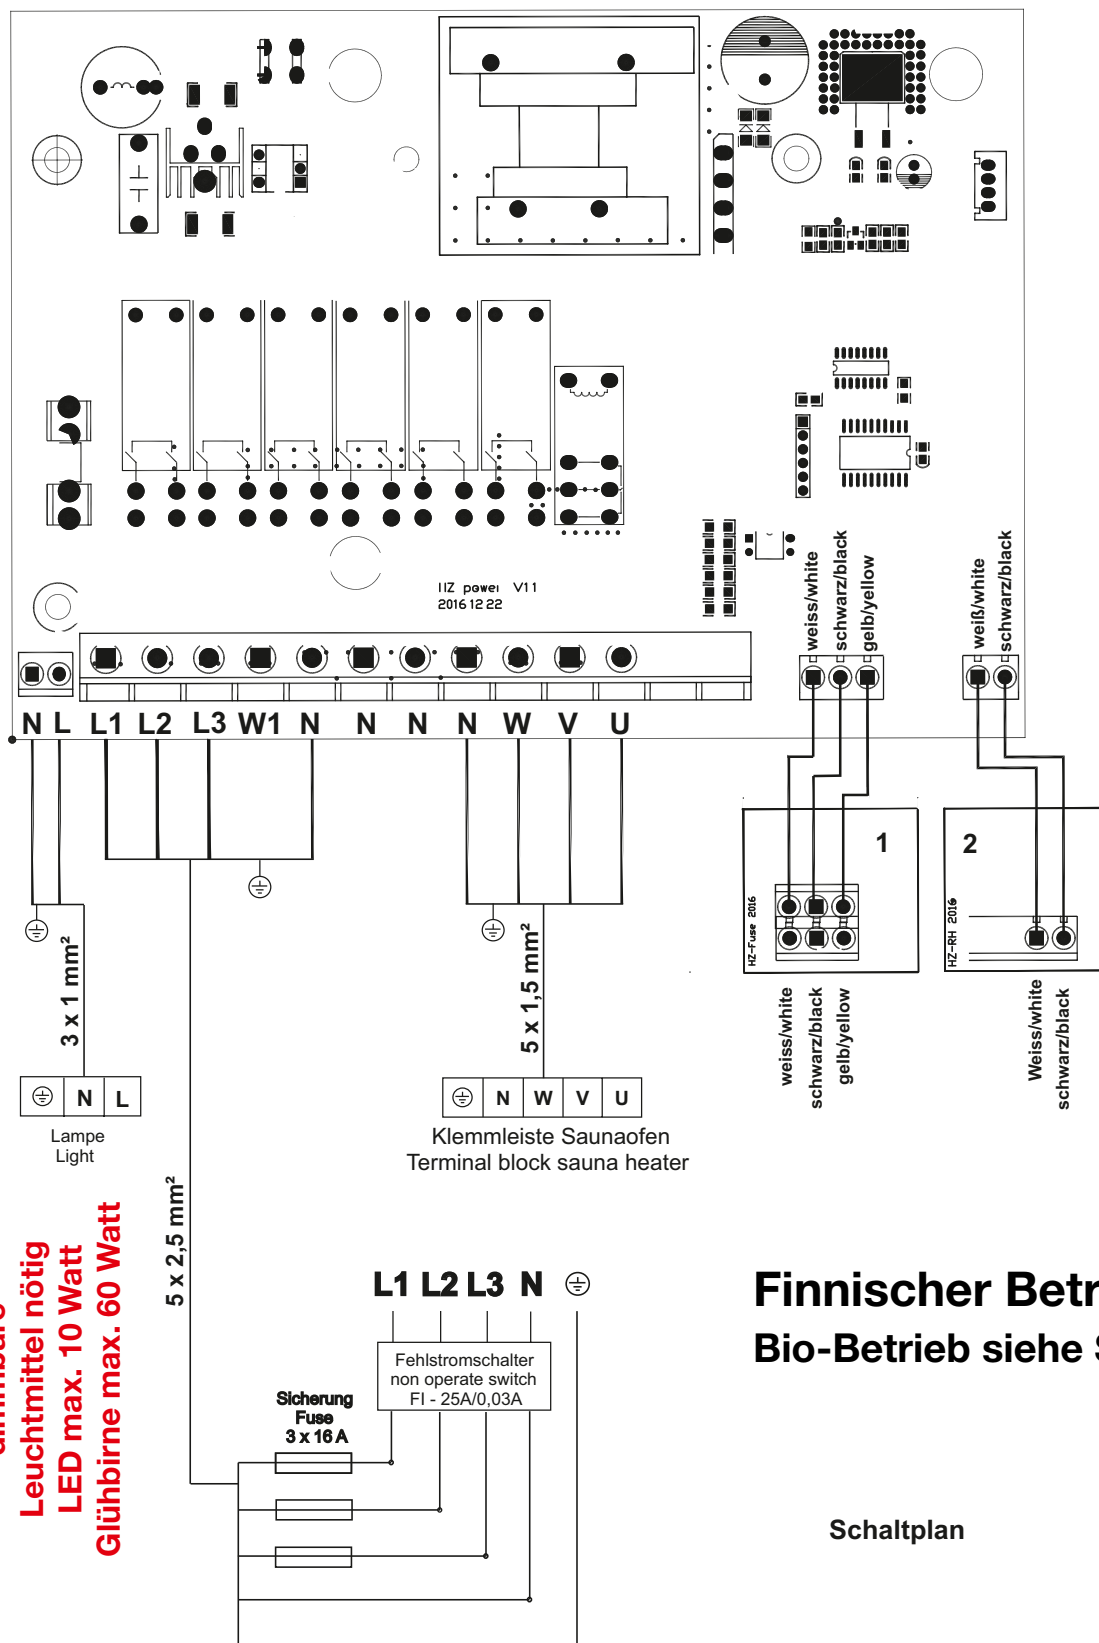 HZ power V11
2016 12 22
weiss/white
schwarz/black
gelb/yellow
weiß/white
schwarz/black
N L L1 L2 L3 W1 N N N N W V U
1
2
HZ-Fuse 2016
HZ-RH 2016
weiss/white
schwarz/black
gelb/yellow
Weiss/white
schwarz/black
3 x 1 mm²
5 x 1,5 mm²
N L
Lampe
Light
N W V U
Klemmleiste Saunaofen
Terminal block sauna heater
5 x 2,5 mm²
Leuchtmittel nötig
LED max. 10 Watt
Glühbirne max. 60 Watt
L1 L2 L3 N
Fehlstromschalter
non operate switch
FI - 25A/0,03A
Sicherung
Fuse
3 x 16 A
Finnischer Betr
Bio-Betrieb siehe S
Schaltplan